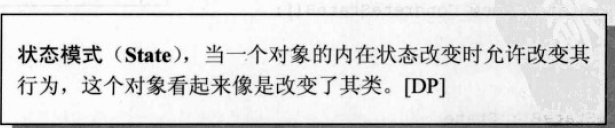 状态模式（State），当一个对象的内在状态改变时允许改变其
行为，这个对象看起来像是改变了其类。[DP]